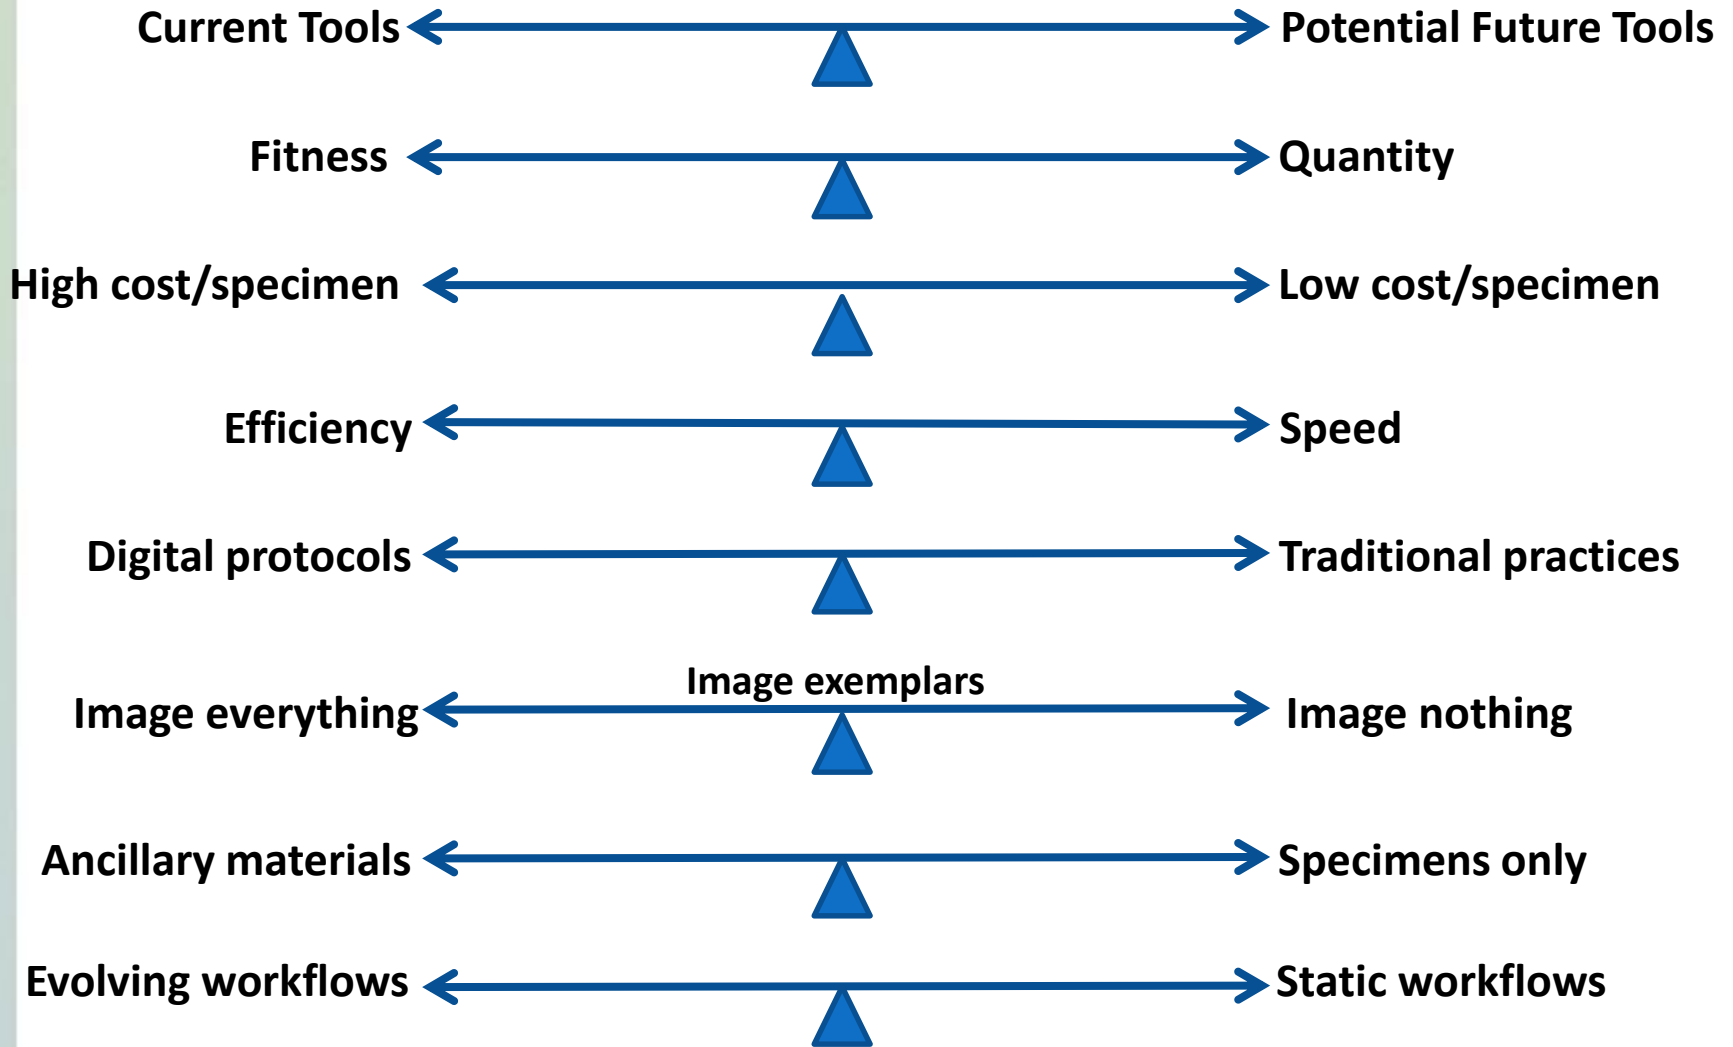 Current Tools Potential Future Tools
Fitness Quantity
High cost/specimen Low cost/specimen
Efficiency Speed
Digital protocols Traditional practices
Image exemplars
Image everything Image nothing
Ancillary materials Specimens only
Evolving workflows Static workflows